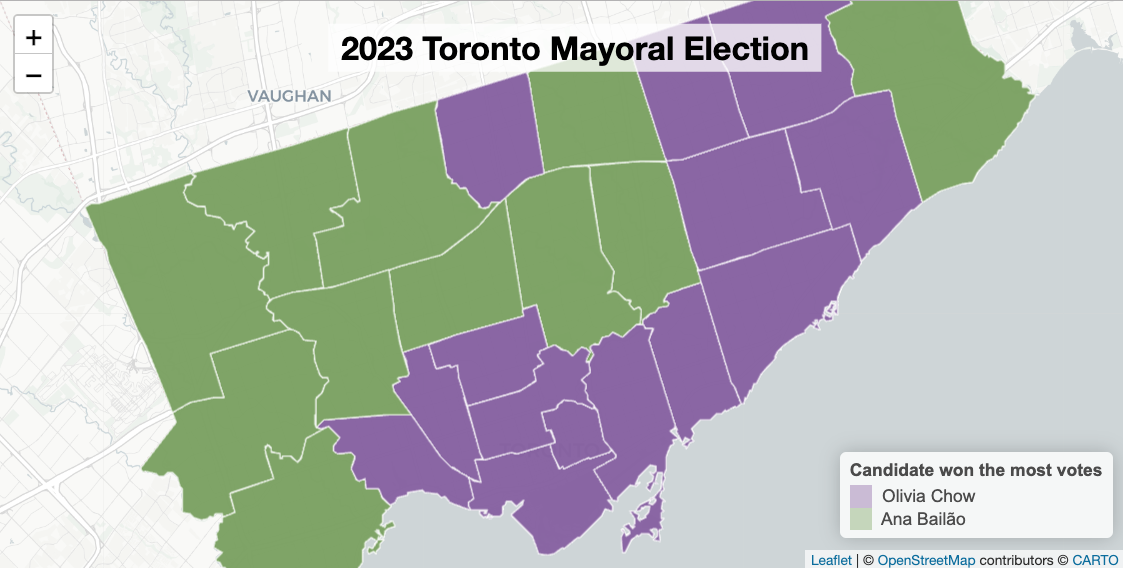 +
2023 Toronto Mayoral Election
−
VAUGHAN
Candidate won the most votes
Olivia Chow
Ana Bailão
Leaflet | © OpenStreetMap contributors © CARTO